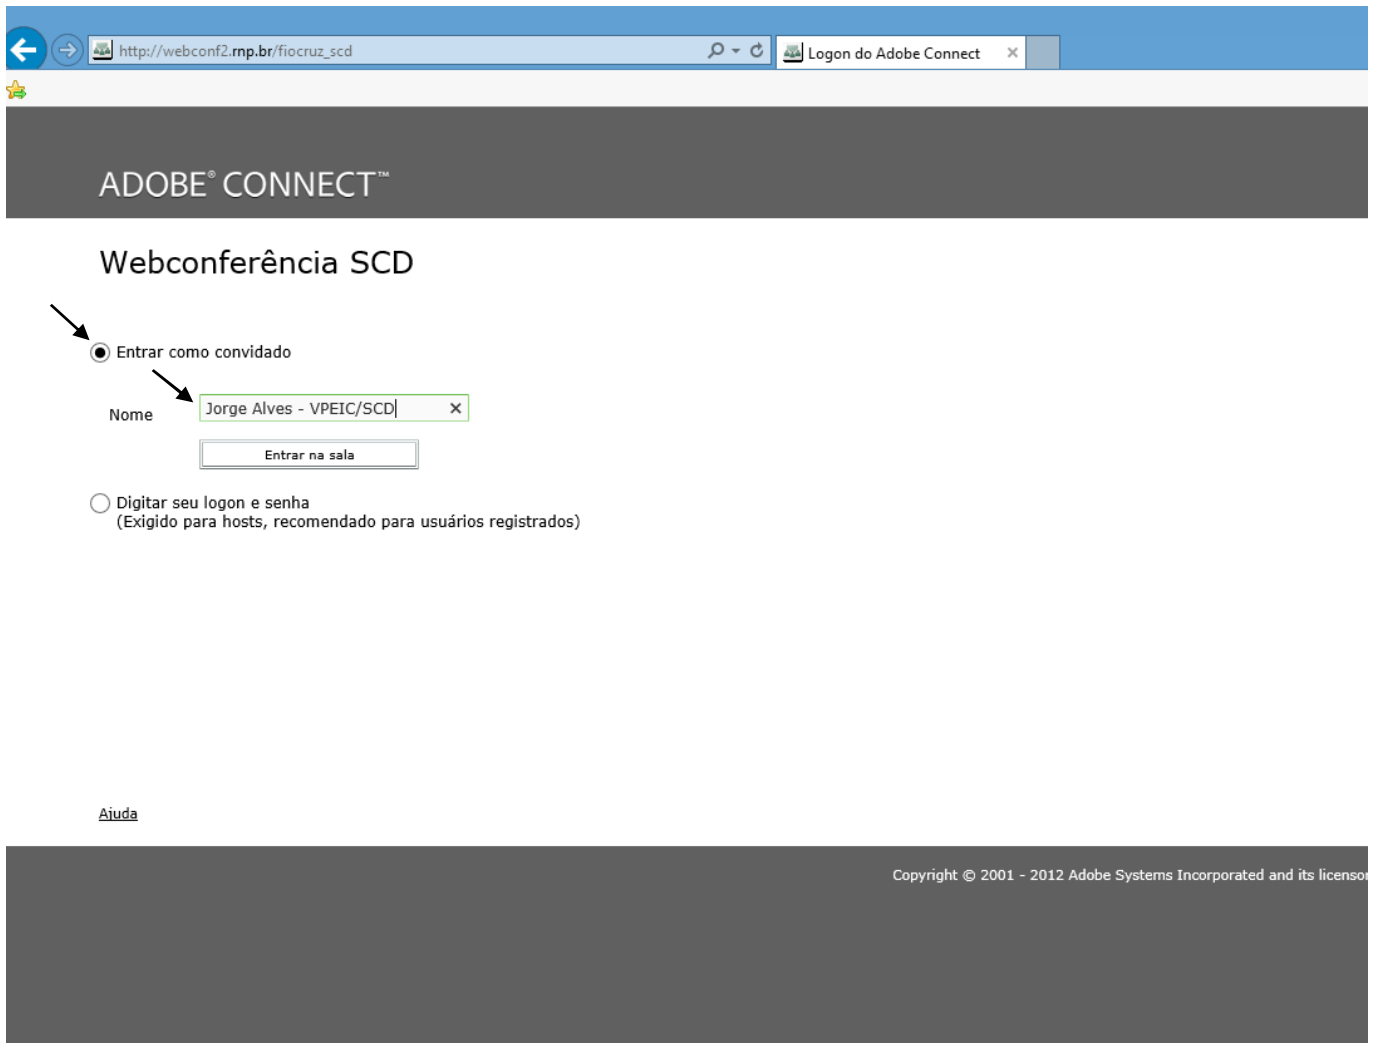 http://webconf2.rnp.br/fiocruz_scd
Logon do Adobe Connect
ADOBE® CONNECT™
Webconferência SCD
Entrar como convidado
Nome
Jorge Alves - VPEIC/SCD
Entrar na sala
Digitar seu logon e senha
(Exigido para hosts, recomendado para usuários registrados)
Ajuda
Copyright © 2001 - 2012 Adobe Systems Incorporated and its licensor